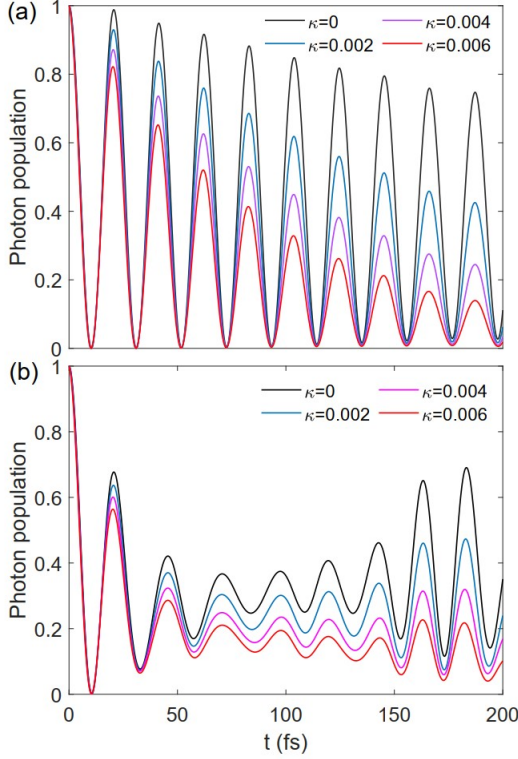 (a)
κ=0 κ=0.004
κ=0.002 κ=0.006
Photon population
1
0.8
0.6
0.4
0.2
0
(b)
κ=0 κ=0.004
κ=0.002 κ=0.006
Photon population
1
0.8
0.6
0.4
0.2
0
0 50 100 150 200
t (fs)